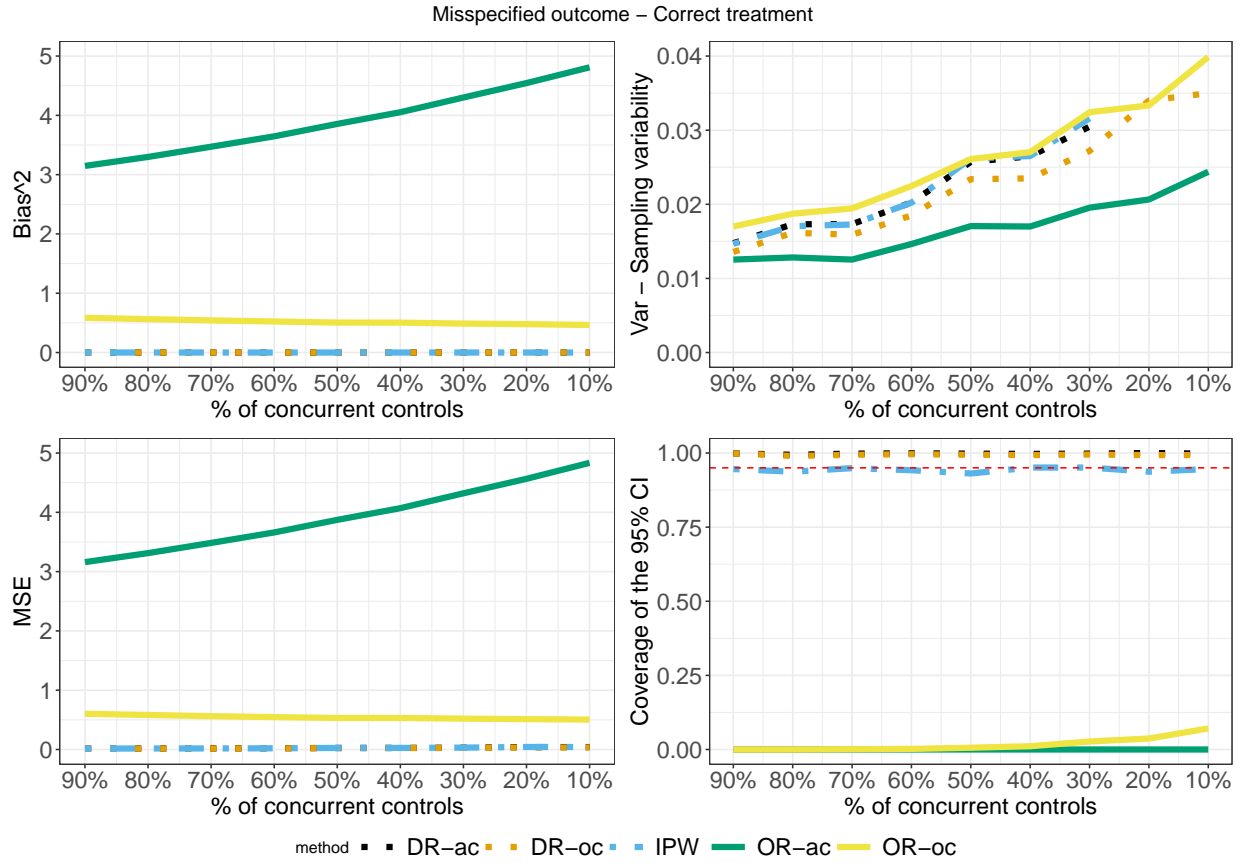 Misspecified outcome − Correct treatment
Bias^2
5
4
3
2
1
0
90% 80% 70% 60% 50% 40% 30% 20% 10%
% of concurrent controls
Var − Sampling variability
0.04
0.03
0.02
0.01
0.00
90% 80% 70% 60% 50% 40% 30% 20% 10%
% of concurrent controls
MSE
5
4
3
2
1
0
90% 80% 70% 60% 50% 40% 30% 20% 10%
% of concurrent controls
Coverage of the 95% CI
1.00
0.75
0.50
0.25
0.00
90% 80% 70% 60% 50% 40% 30% 20% 10%
% of concurrent controls
method DR−ac DR−oc IPW OR−ac OR−oc